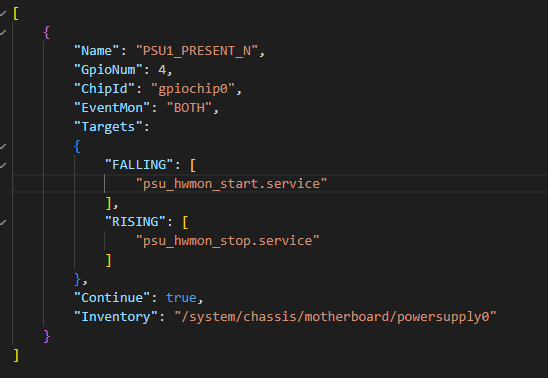 [
{
"Name": "PSU1_PRESENT_N",
"GpioNum": 4,
"ChipId": "gpiochip0",
"EventMon": "BOTH",
"Targets":
{
"FALLING": [
"psu_hwmon_start.service"
],
"RISING": [
"psu_hwmon_stop.service"
]
},
"Continue": true,
"Inventory": "/system/chassis/motherboard/powersupply0"
}
]